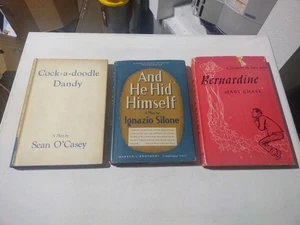 Cock-a-doodle
Dandy
A Play by
Sean O'Casey
And
He Hid
Himself
A Play by
Ignazio Silone
Bernardine
MARY CHASE